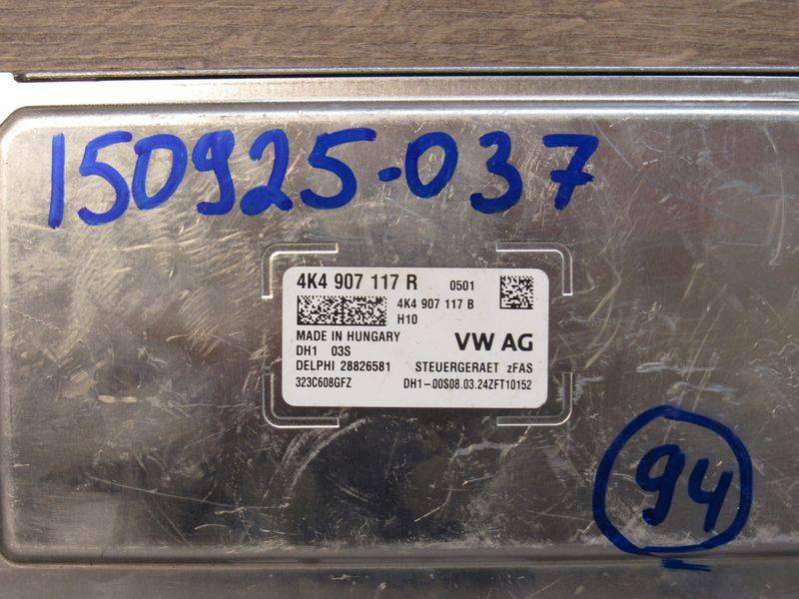 150925-037
4K4 907 117 R 0501
4K4 907 117 B
H10
MADE IN HUNGARY
VW AG
DH1 03S
DELPHI 28826581 STEUERGERAET zFAS
323C608GFZ DH1-00S08.03.24ZFT10152
94